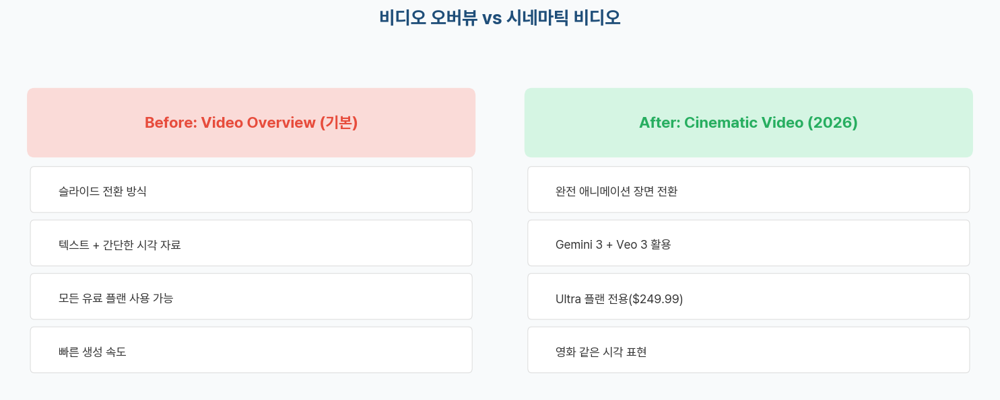 비디오 오버뷰 vs 시네마틱 비디오
Before: Video Overview (기본)
슬라이드 전환 방식
텍스트 + 간단한 시각 자료
모든 유료 플랜 사용 가능
빠른 생성 속도
After: Cinematic Video (2026)
완전 애니메이션 장면 전환
Gemini 3 + Veo 3 활용
Ultra 플랜 전용($249.99)
영화 같은 시각 표현